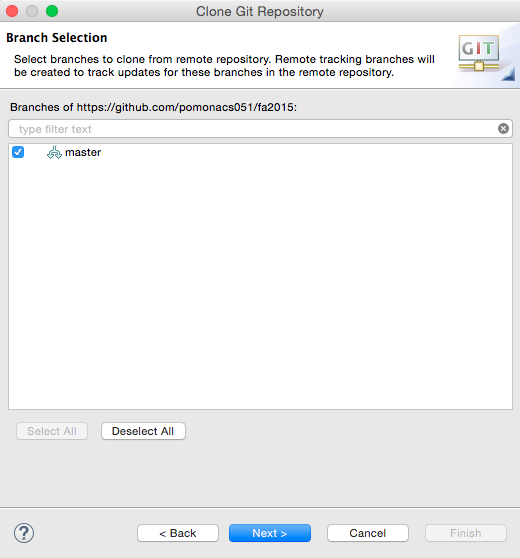 Clone Git Repository
Branch Selection
Select branches to clone from remote repository. Remote tracking branches will
be created to track updates for these branches in the remote repository.
GIT
Branches of https://github.com/pomonacs051/fa2015:
type filter text
master
Select All
Deselect All
?
< Back
Next >
Cancel
Finish